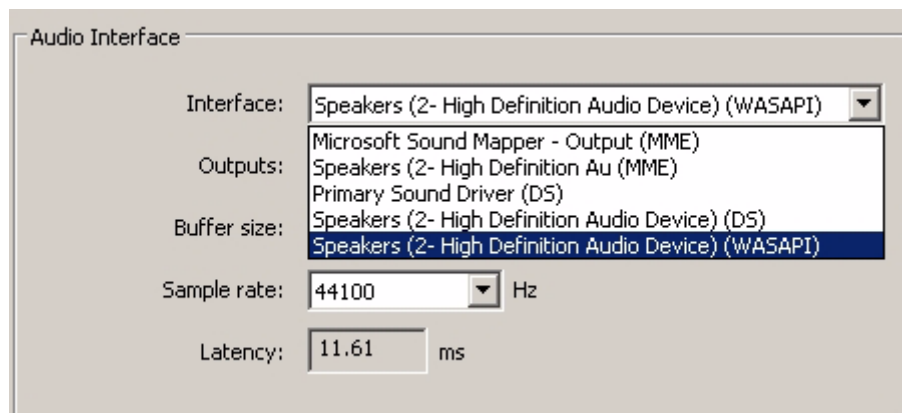 Audio Interface
Interface: Speakers (2- High Definition Audio Device) (WASAPI)
Microsoft Sound Mapper - Output (MME)
Outputs: Speakers (2- High Definition Au (MME)
Primary Sound Driver (DS)
Buffer size: Speakers (2- High Definition Audio Device) (DS)
Speakers (2- High Definition Audio Device) (WASAPI)
Sample rate: 44100 Hz
Latency: 11.61 ms